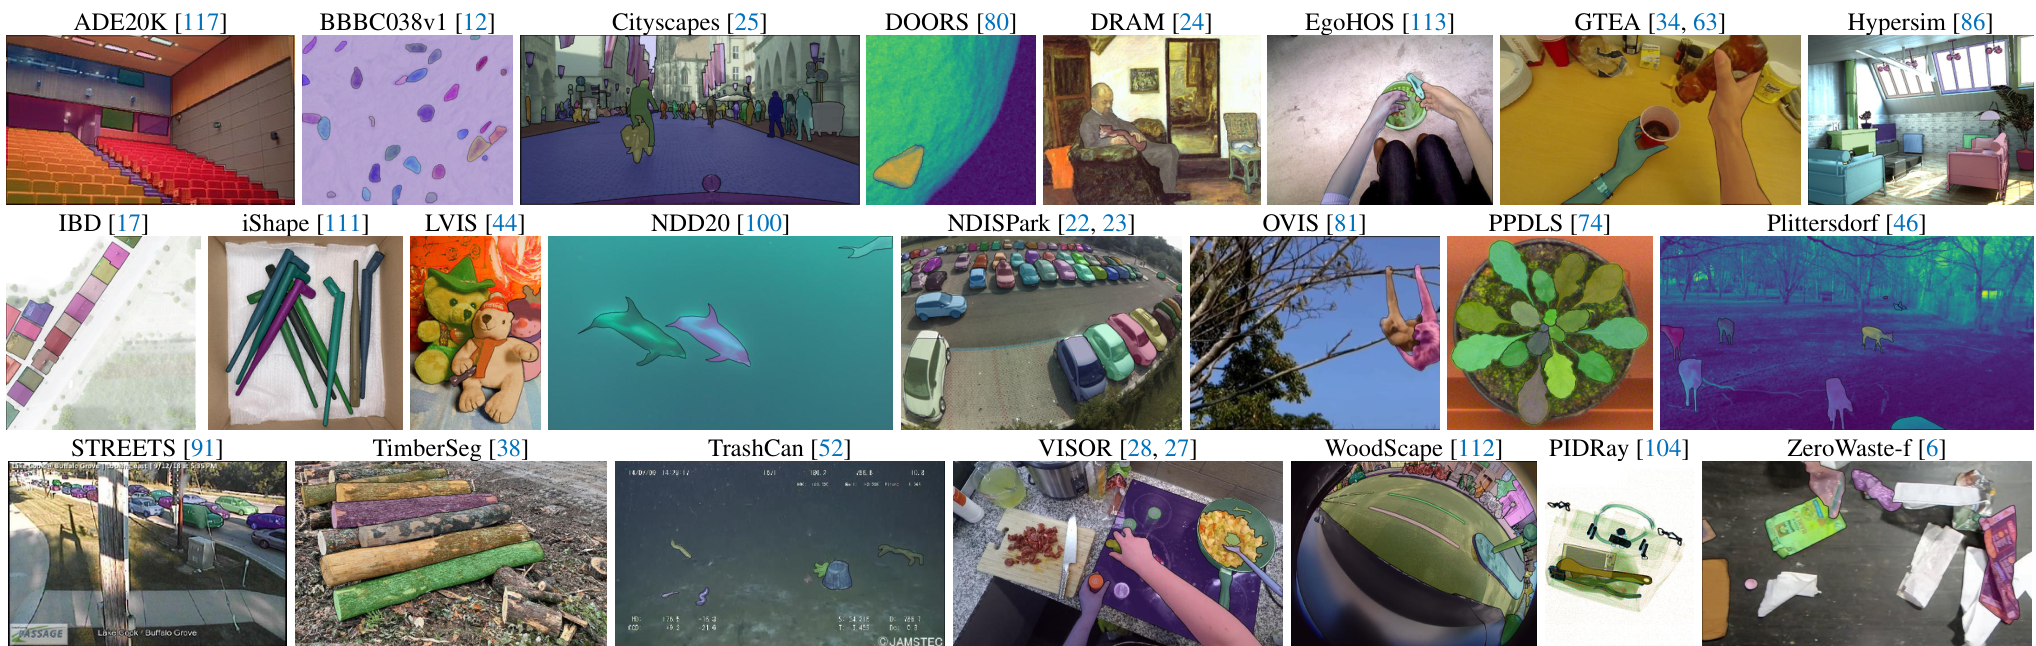 ADE20K [117] BBBC038v1 [12] Cityscapes [25] DOORS [80] DRAM [24] EgoHOS [113] GTEA [34, 63] Hypersim [86]
IBD [17] iShape [111] LVIS [44] NDD20 [100] NDISPark [22, 23] OVIS [81] PPDLS [74] Plittersdorf [46]
STREETS [91] TimberSeg [38] TrashCan [52] VISOR [28, 27] WoodScape [112] PIDRay [104] ZeroWaste-f [6]
PASSAGE
Lake Cook / Buffalo Grove
©JAMSTEC